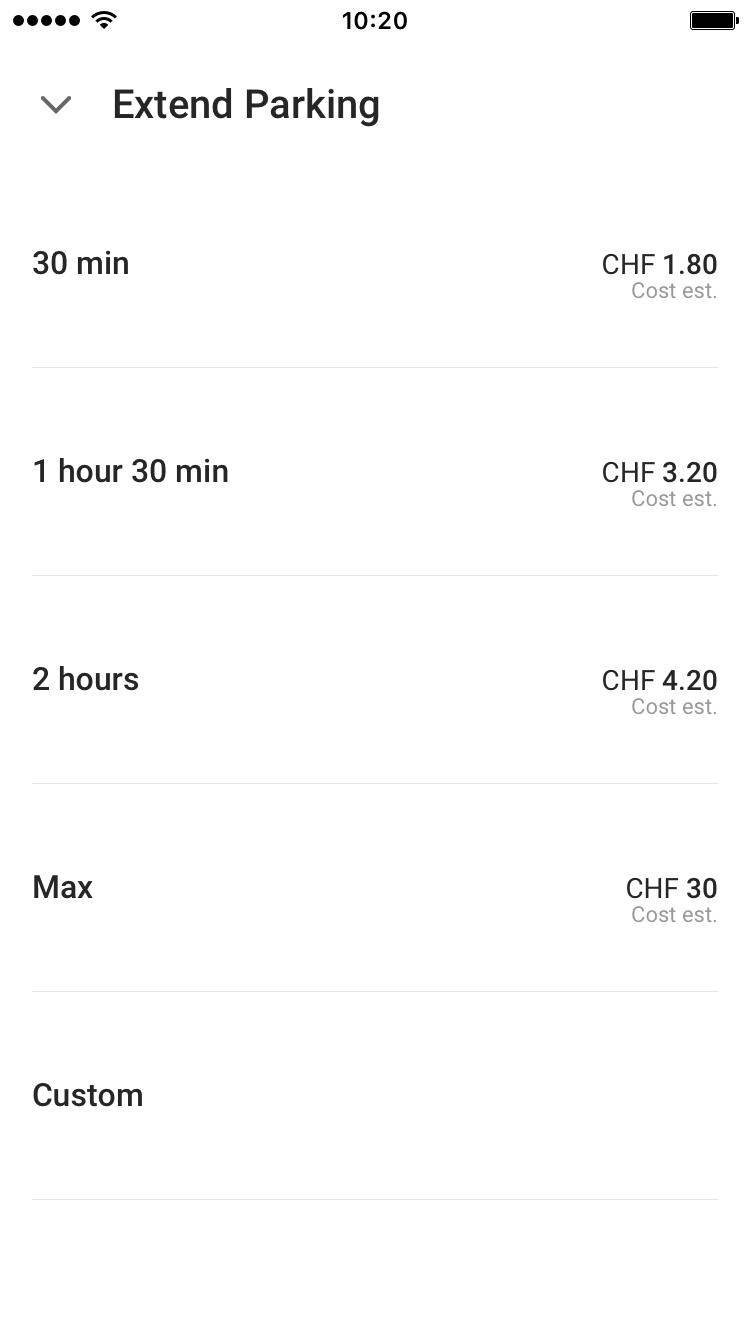 10:20
Extend Parking
30 min
CHF 1.80
Cost est.
1 hour 30 min
CHF 3.20
Cost est.
2 hours
CHF 4.20
Cost est.
Max
CHF 30
Cost est.
Custom